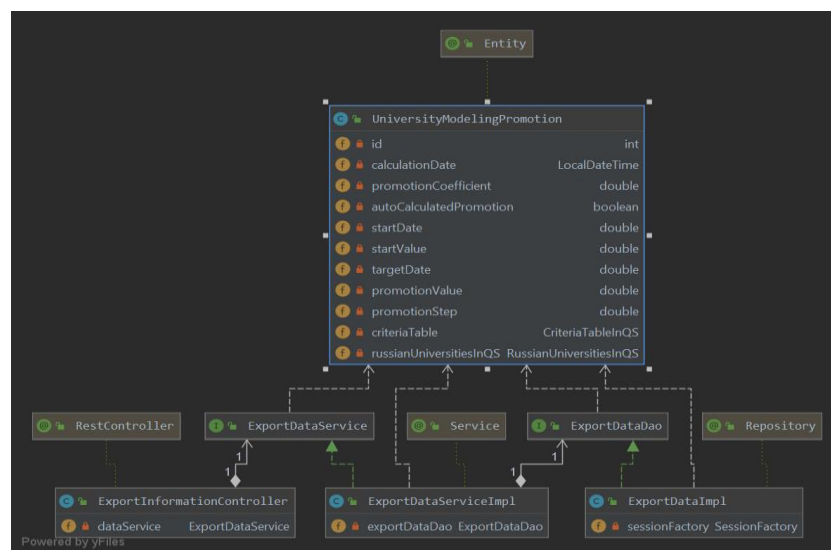 Entity
UniversityModelingPromotion
id int
calculationDate LocalDateTime
promotionCoefficient double
autoCalculatedPromotion boolean
startDate double
startValue double
targetDate double
promotionValue double
promotionStep double
criteriaTable CriteriaTableInQS
russianUniversitiesInQS RussianUniversitiesInQS
RestController ExportDataService Service ExportDataDao Repository
1 1
1 1
ExportInformationController ExportDataServiceImpl ExportDataImpl
dataService ExportDataService exportDataDao ExportDataDao sessionFactory SessionFactory
Powered by yFiles